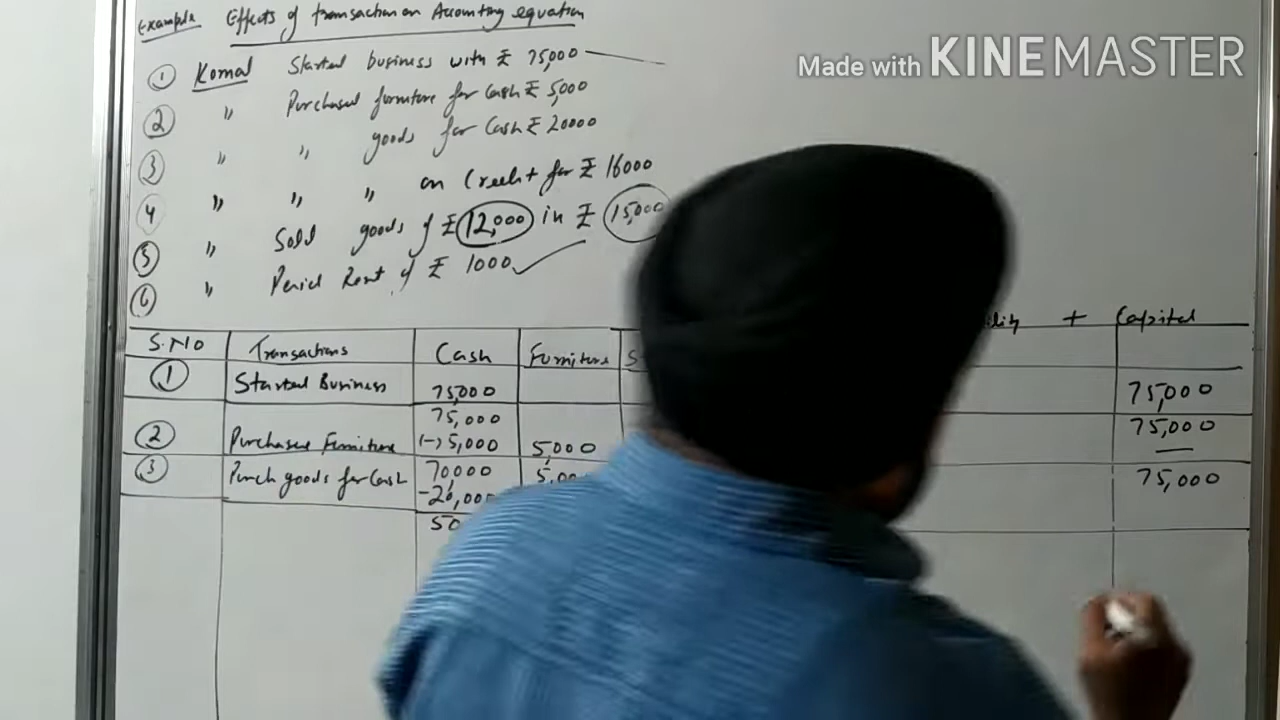 Example Effects of transaction on Accounting equation
Made with KINEMASTER
① Komal Started business with ₹ 75,000
② " Purchased furniture for Cash ₹ 5,000
③ " " goods for Cash ₹ 20000
④ " " " on Credit for ₹ 16000
⑤ " Sold goods of ₹ 12,000 in ₹ 15,000
⑥ " Rent of ₹ 1000
+ Capital
S.NO Transactions Cash Furniture S
① Started Business 75,000 75,000
75,000 75,000
② Purchased Furniture (-) 5,000 5,000 —
③ Purch goods for Cash 70000 5,00 75,000
-20,000
50